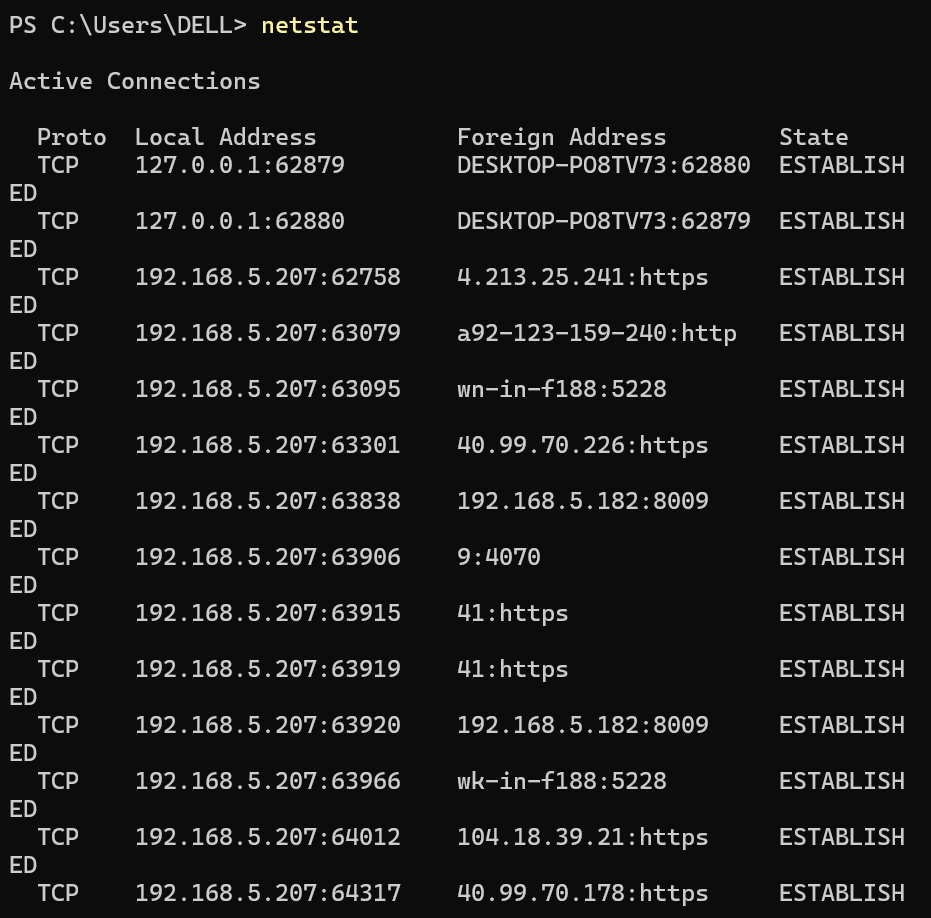 PS C:\Users\DELL> netstat
Active Connections
Proto  Local Address          Foreign Address        State
TCP    127.0.0.1:62879        DESKTOP-PO8TV73:62880  ESTABLISH
ED
TCP    127.0.0.1:62880        DESKTOP-PO8TV73:62879  ESTABLISH
ED
TCP    192.168.5.207:62758    4.213.25.241:https     ESTABLISH
ED
TCP    192.168.5.207:63079    a92-123-159-240:http   ESTABLISH
ED
TCP    192.168.5.207:63095    wn-in-f188:5228        ESTABLISH
ED
TCP    192.168.5.207:63301    40.99.70.226:https     ESTABLISH
ED
TCP    192.168.5.207:63838    192.168.5.182:8009     ESTABLISH
ED
TCP    192.168.5.207:63906    9:4070                 ESTABLISH
ED
TCP    192.168.5.207:63915    41:https               ESTABLISH
ED
TCP    192.168.5.207:63919    41:https               ESTABLISH
ED
TCP    192.168.5.207:63920    192.168.5.182:8009     ESTABLISH
ED
TCP    192.168.5.207:63966    wk-in-f188:5228        ESTABLISH
ED
TCP    192.168.5.207:64012    104.18.39.21:https     ESTABLISH
ED
TCP    192.168.5.207:64317    40.99.70.178:https     ESTABLISH